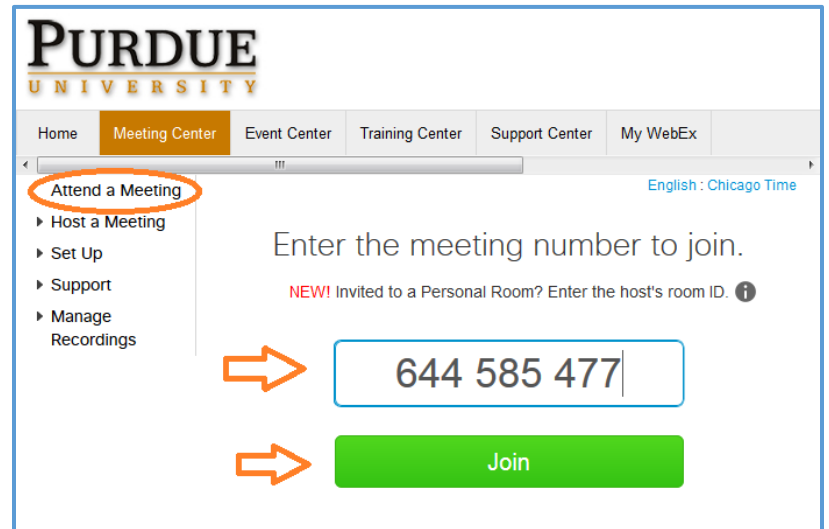 PURDUE
UNIVERSITY
Home Meeting Center Event Center Training Center Support Center My WebEx
English : Chicago Time
Attend a Meeting
Host a Meeting
Set Up
Support
Manage
Recordings
Enter the meeting number to join.
NEW! Invited to a Personal Room? Enter the host's room ID.
644 585 477
Join